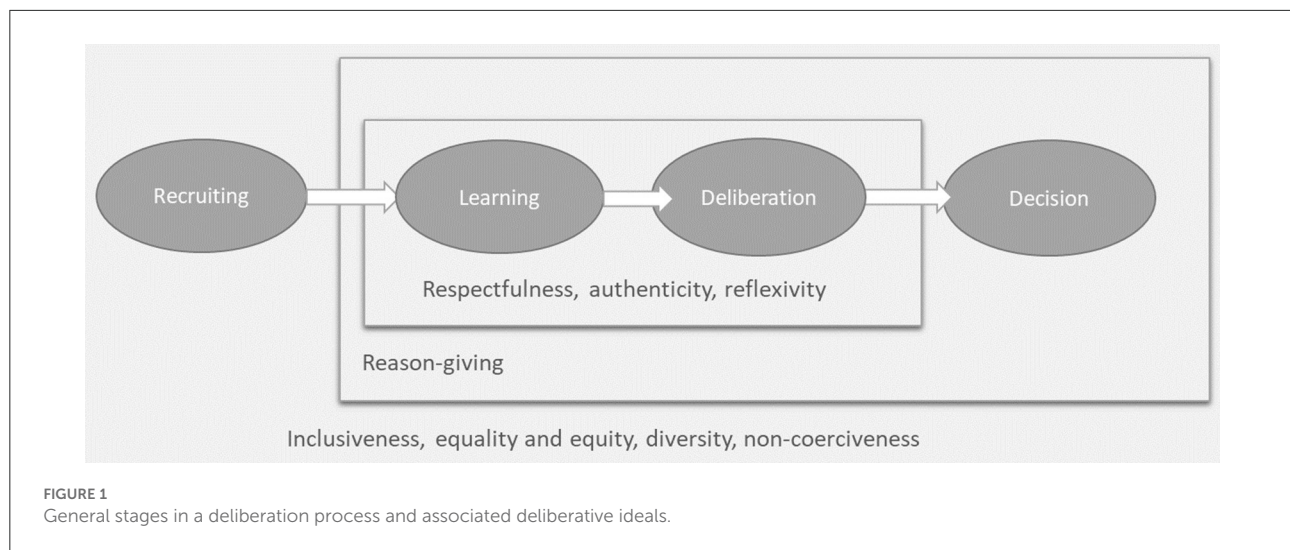 Recruiting
Learning
Deliberation
Decision
Respectfulness, authenticity, reflexivity
Reason-giving
Inclusiveness, equality and equity, diversity, non-coerciveness
FIGURE 1
General stages in a deliberation process and associated deliberative ideals.